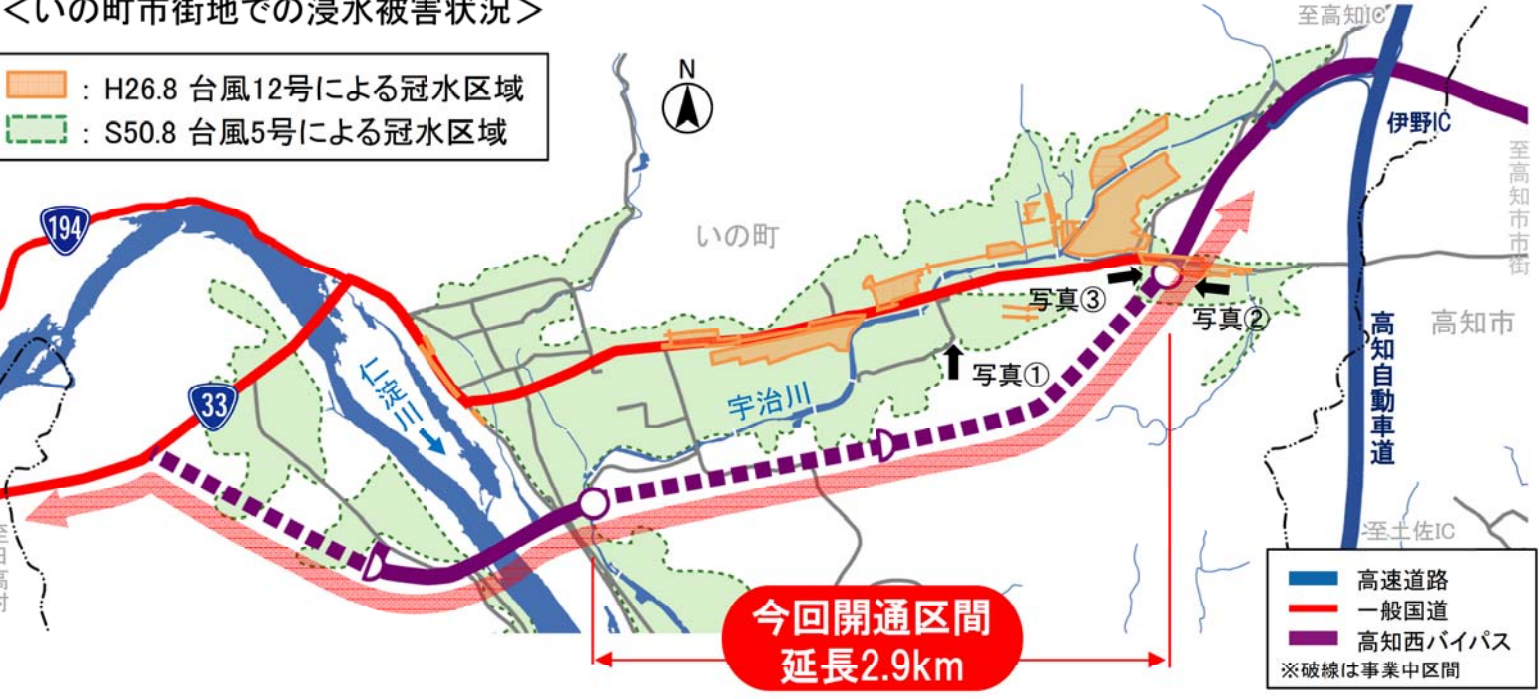 ＜いの町市街地での浸水被害状況＞
：H26.8 台風12号による冠水区域
：S50.8 台風5号による冠水区域
N
至高知IC
伊野IC
至高知市市街
194
いの町
写真③
写真②
高知市
高知自動車道
33
仁淀川
宇治川
写真①
至日高村
至土佐IC
今回開通区間
延長2.9km
高速道路
一般国道
高知西バイパス
※破線は事業中区間